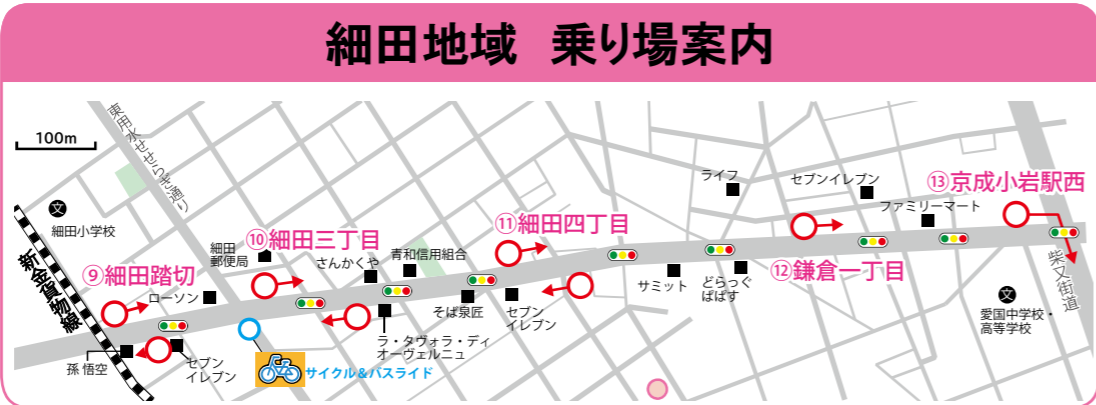 細田地域 乗り場案内
100m
東用水せせらぎ通り
文
細田小学校
新金貨物線
⑨細田踏切
ローソン
孫 悟空
セブン
イレブン
細田
郵便局
⑩細田三丁目
さんかくや
青和信用組合
サイクル&バスライド
ラ・タヴォラ・ディ
オーヴェルニュ
そば泉匠
セブン
イレブン
⑪細田四丁目
サミット
どらっぐ
ぱぱす
ライフ
セブンイレブン
⑫鎌倉一丁目
ファミリーマート
⑬京成小岩駅西
柴又街道
文
愛国中学校・
高等学校